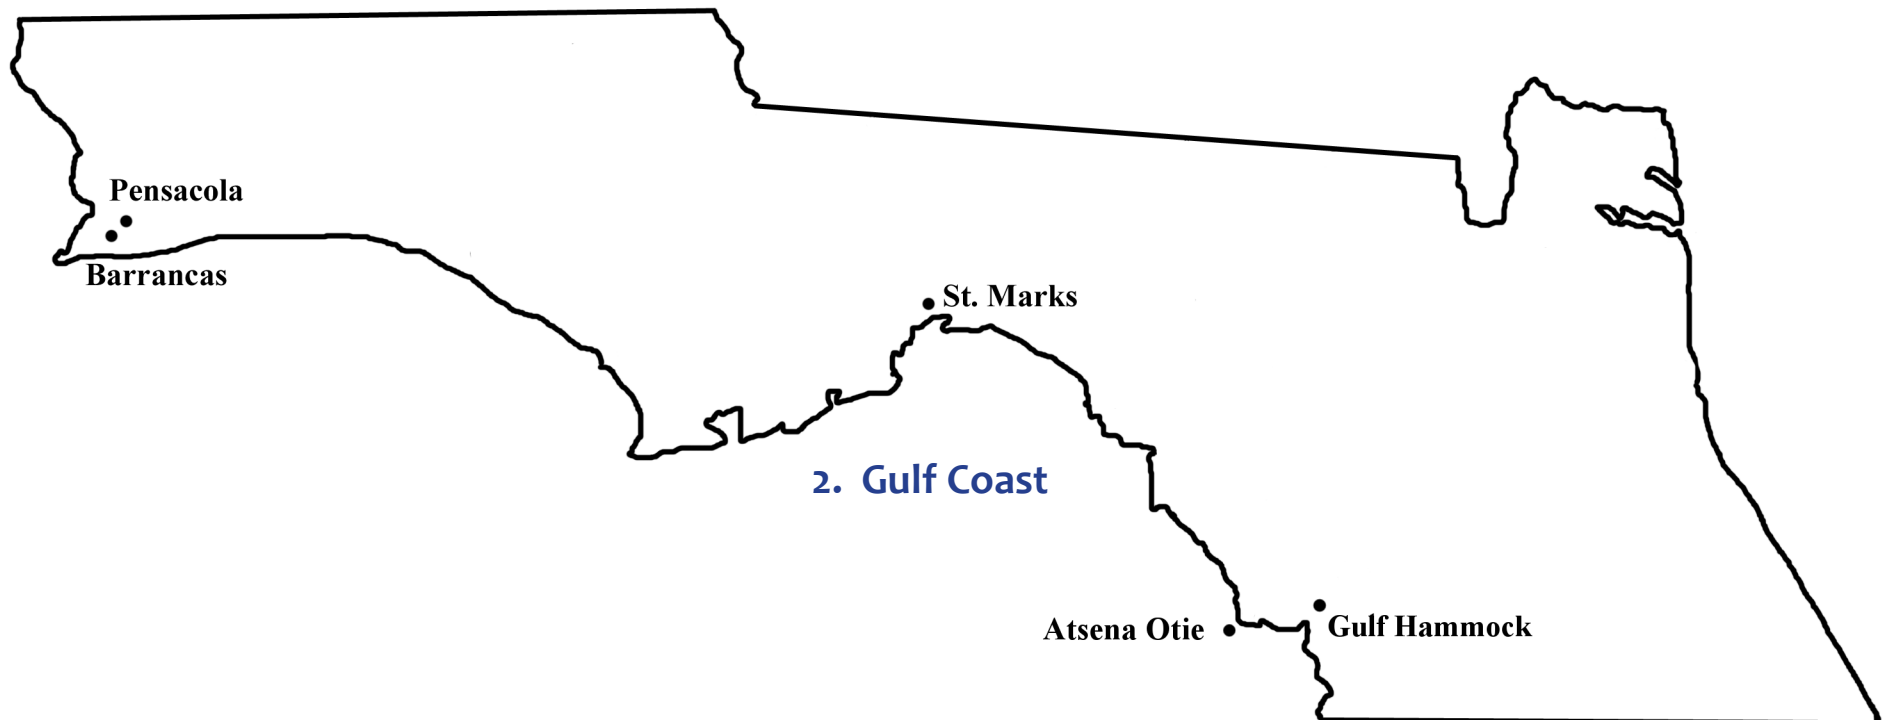 Pensacola
Barrancas
St. Marks
2. Gulf Coast
Atsena Otie
Gulf Hammock